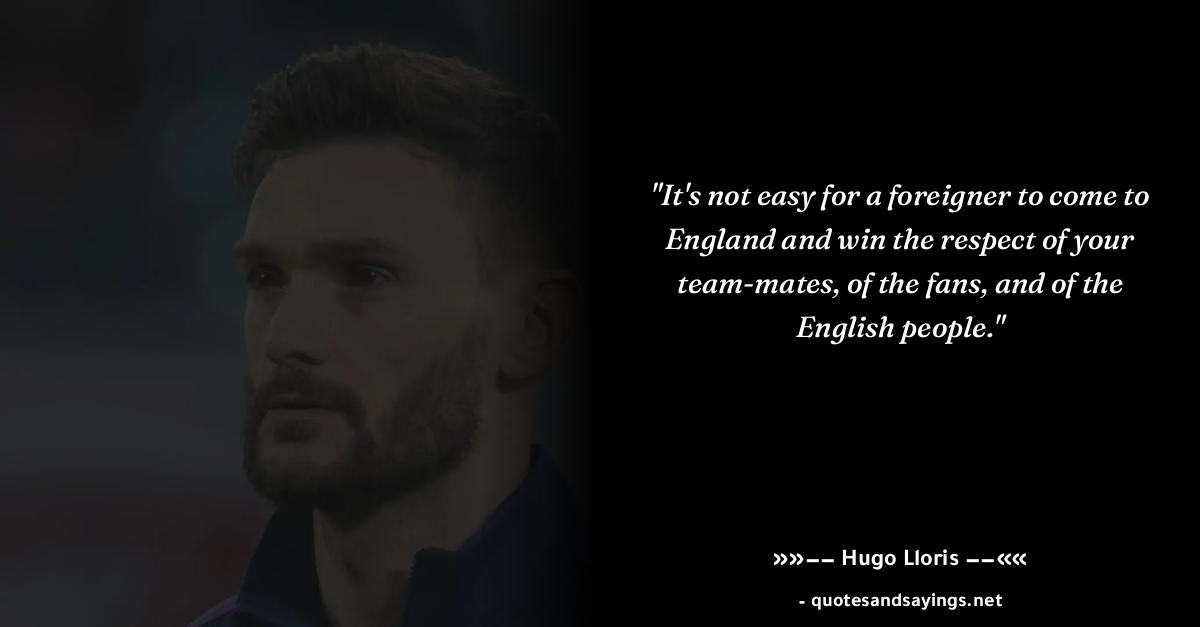 "It's not easy for a foreigner to come to
England and win the respect of your
team-mates, of the fans, and of the
English people."
»»−− Hugo Lloris −−««
- quotesandsayings.net